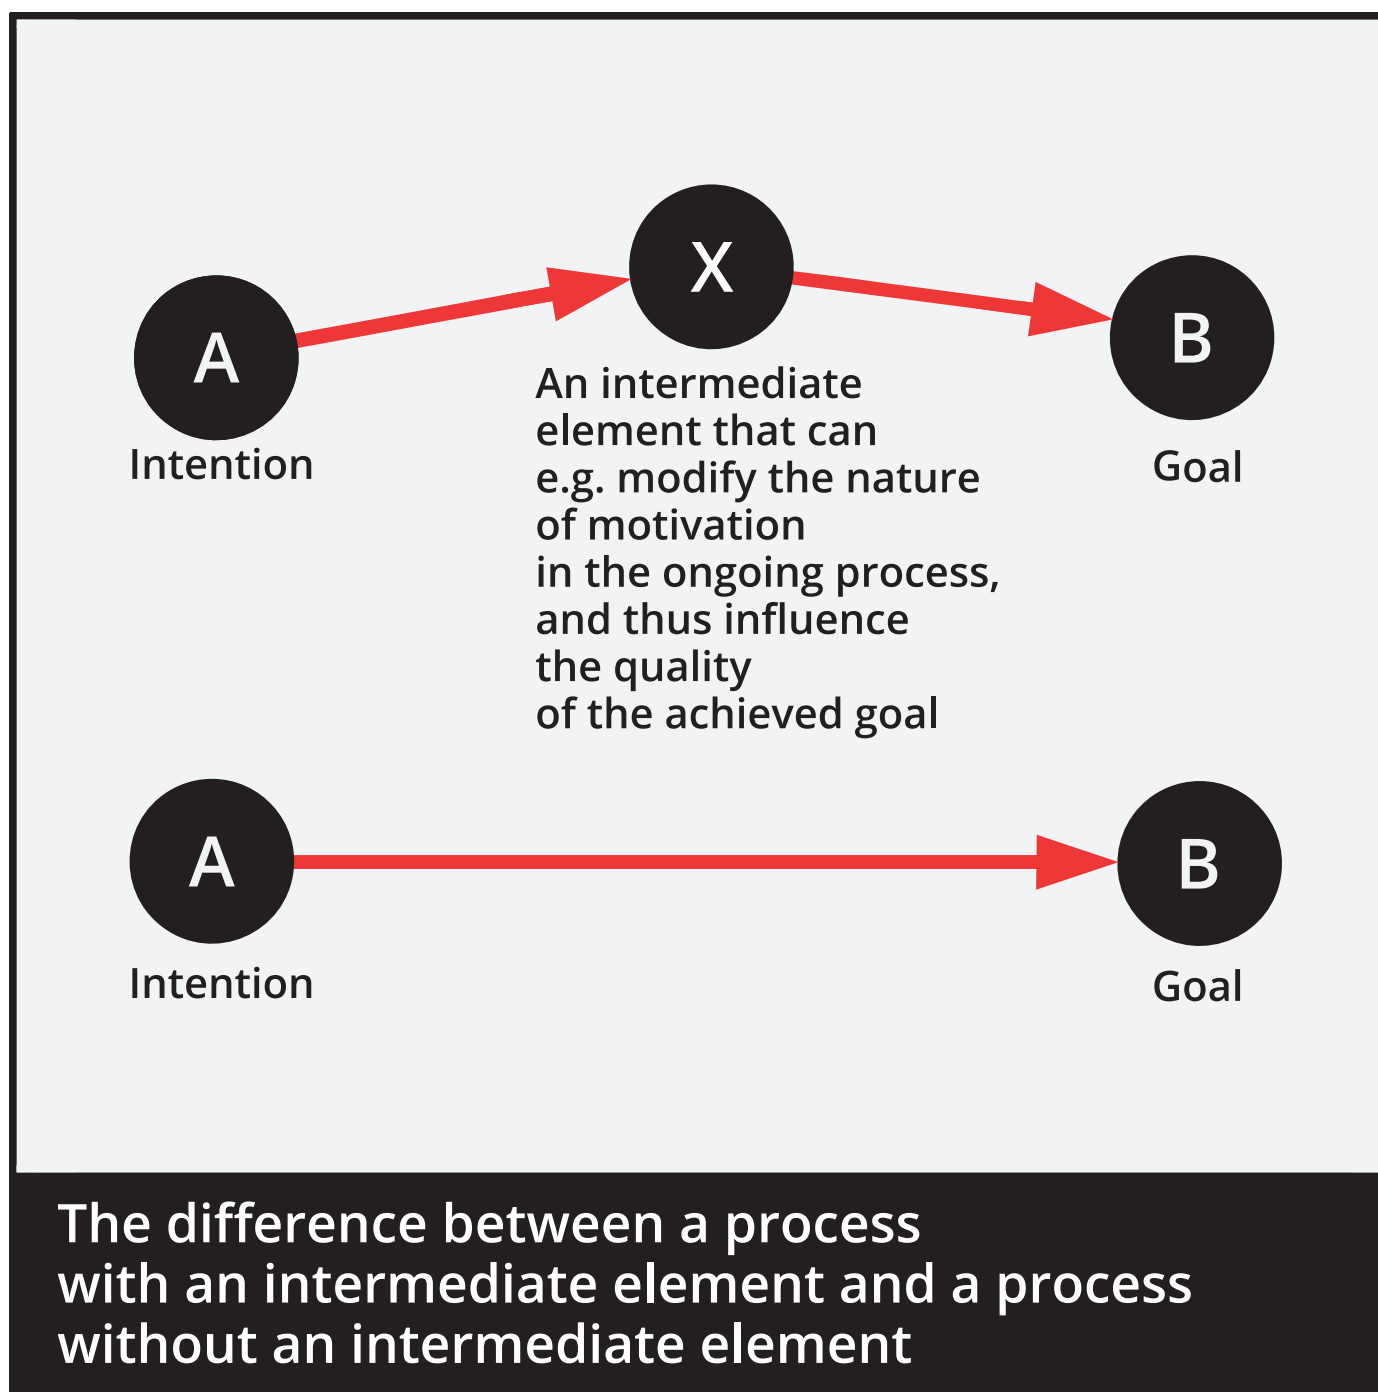 X
A
B
An intermediate
element that can
e.g. modify the nature
of motivation
in the ongoing process,
and thus influence
the quality
of the achieved goal
Intention
Goal
A
B
Intention
Goal
The difference between a process
with an intermediate element and a process
without an intermediate element